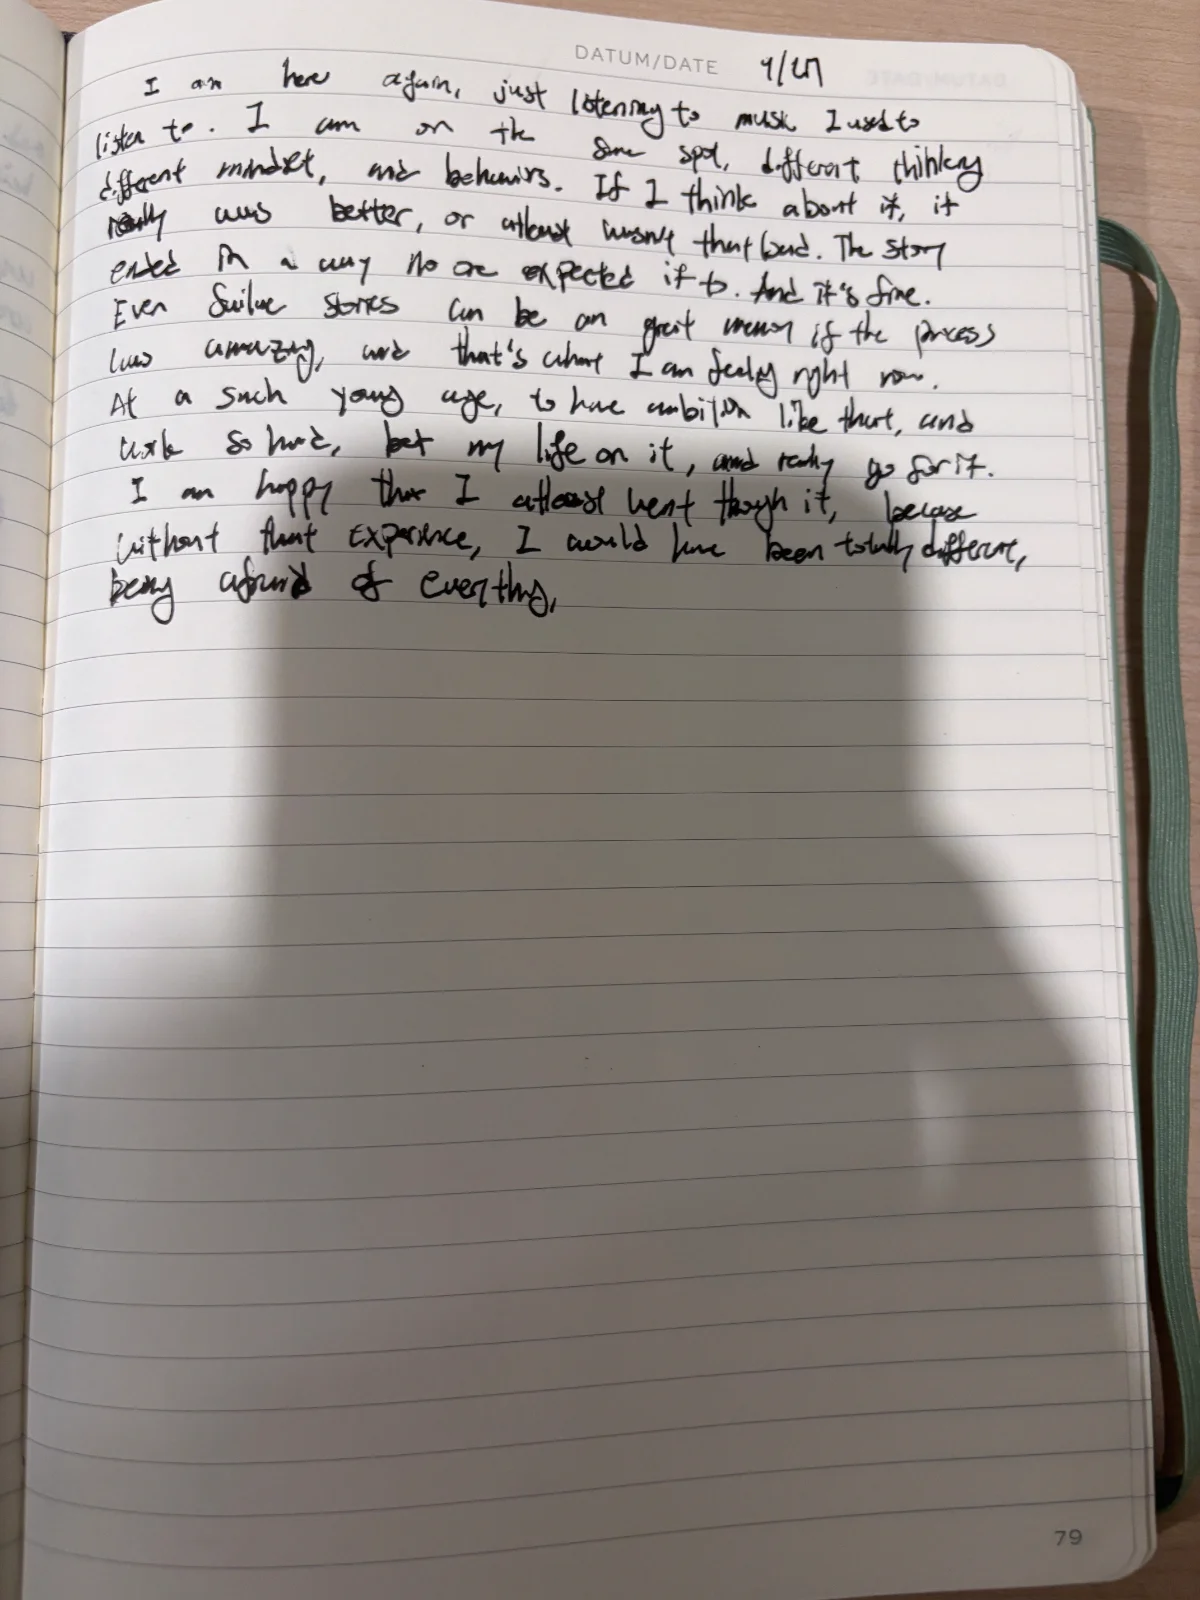 DATUM/DATE
I am here again, just listening to music I used to
listen to. I am on the same spot, different thinking
different mindset, and behaviors. If I think about it, it
really was better, or atleast wasn't that bad. The story
ended in a way no one expected it to. And it's fine.
Even failure stories can be an great memory if the process
was amazing, and that's what I am feeling right now.
At a such young age, to have ambition like that, and
work so hard, bet my life on it, and really go for it.
I am happy that I atleast went though it, because
without that experience, I would have been totally different,
being afraid of everything.
79